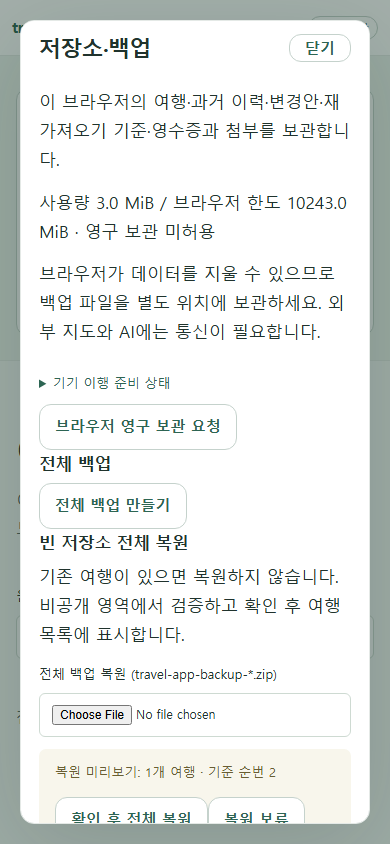 저장소·백업
닫기
이 브라우저의 여행·과거 이력·변경안·재
가져오기 기준·영수증과 첨부를 보관합니
다.
사용량 3.0 MiB / 브라우저 한도 10243.0
MiB · 영구 보관 미허용
브라우저가 데이터를 지울 수 있으므로
백업 파일을 별도 위치에 보관하세요. 외
부 지도와 AI에는 통신이 필요합니다.
▶ 기기 이행 준비 상태
브라우저 영구 보관 요청
전체 백업
전체 백업 만들기
빈 저장소 전체 복원
기존 여행이 있으면 복원하지 않습니다.
비공개 영역에서 검증하고 확인 후 여행
목록에 표시합니다.
전체 백업 복원 (travel-app-backup-*.zip)
Choose File No file chosen
복원 미리보기: 1개 여행 · 기준 순번 2
확인 후 전체 복원 복원 보류